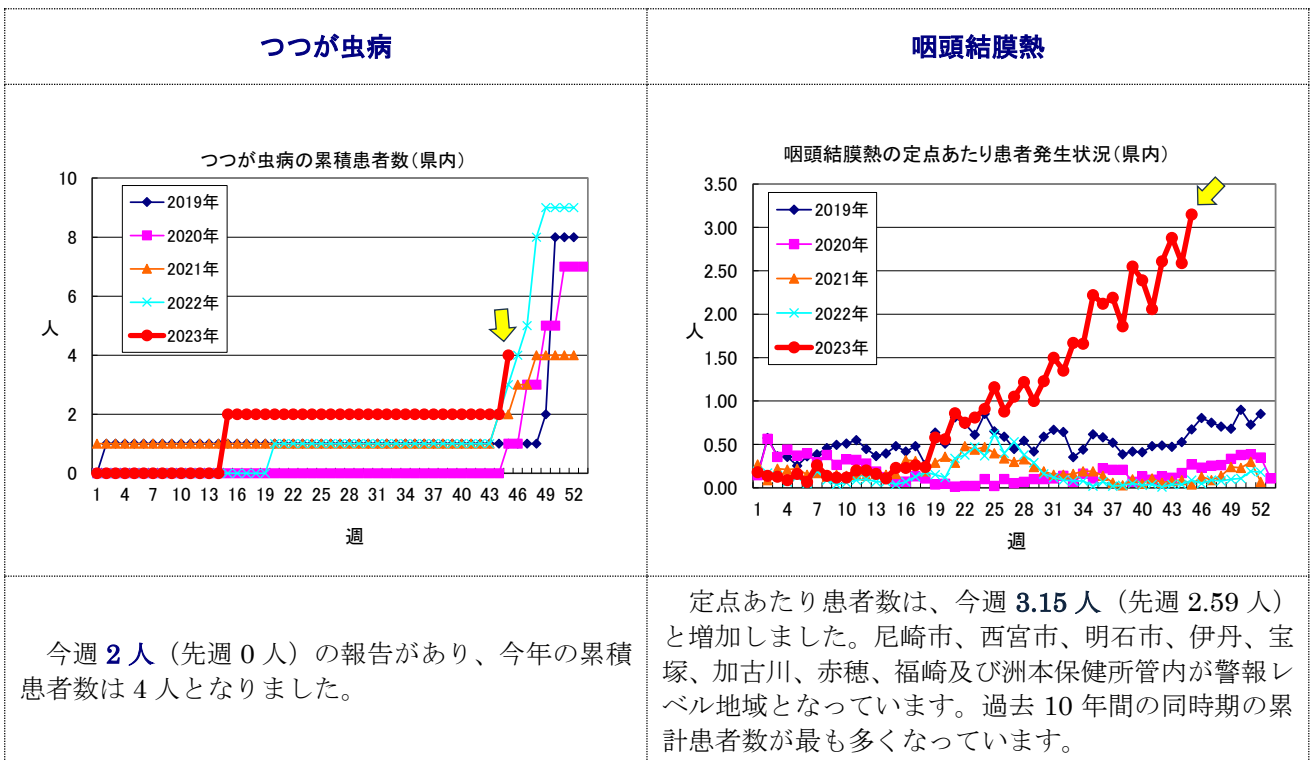 つつが虫病
咽頭結膜熱
つつが虫病の累積患者数(県内)
10
8
6
4
2
0
人
2019年
2020年
2021年
2022年
2023年
1 4 7 10 13 16 19 22 25 28 31 34 37 40 43 46 49 52
週
咽頭結膜熱の定点あたり患者発生状況(県内)
3.50
3.00
2.50
2.00
1.50
1.00
0.50
0.00
人
2019年
2020年
2021年
2022年
2023年
1 4 7 10 13 16 19 22 25 28 31 34 37 40 43 46 49 52
週
今週 2 人（先週 0 人）の報告があり、今年の累積
患者数は 4 人となりました。
定点あたり患者数は、今週 3.15 人（先週 2.59 人）
と増加しました。尼崎市、西宮市、明石市、伊丹、宝
塚、加古川、赤穂、福崎及び洲本保健所管内が警報レ
ベル地域となっています。過去 10 年間の同時期の累
計患者数が最も多くなっています。